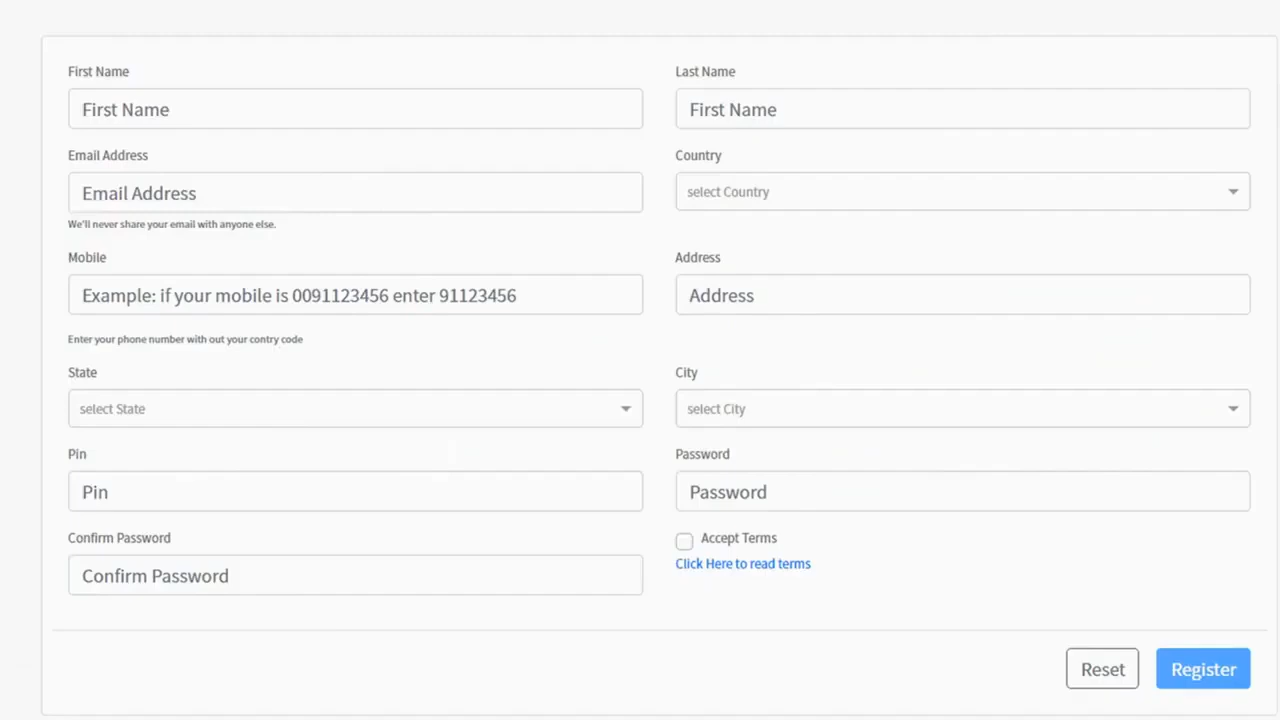 First Name
Last Name
First Name
First Name
Email Address
Country
Email Address
select Country
We'll never share your email with anyone else.
Mobile
Address
Example: if your mobile is 0091123456 enter 91123456
Address
Enter your phone number with out your contry code
State
City
select State
select City
Pin
Password
Pin
Password
Confirm Password
Accept Terms
Click Here to read terms
Confirm Password
Reset
Register